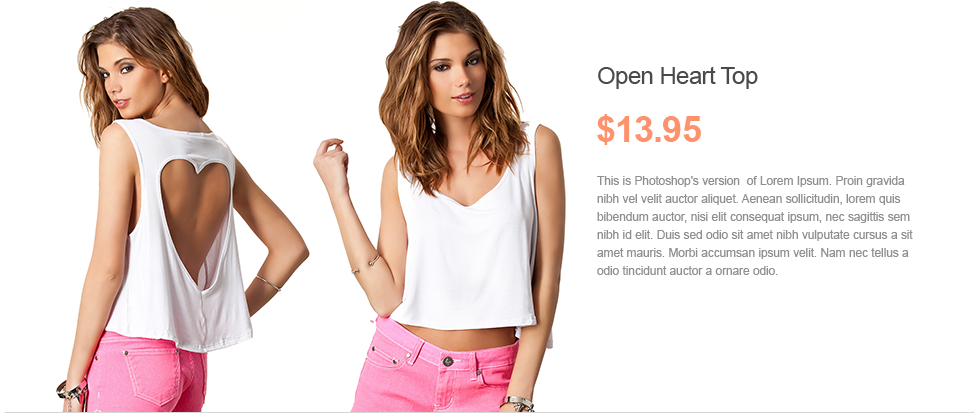 Open Heart Top
$13.95
This is Photoshop's version  of Lorem Ipsum. Proin gravida
nibh vel velit auctor aliquet. Aenean sollicitudin, lorem quis
bibendum auctor, nisi elit consequat ipsum, nec sagittis sem
nibh id elit. Duis sed odio sit amet nibh vulputate cursus a sit
amet mauris. Morbi accumsan ipsum velit. Nam nec tellus a
odio tincidunt auctor a ornare odio.